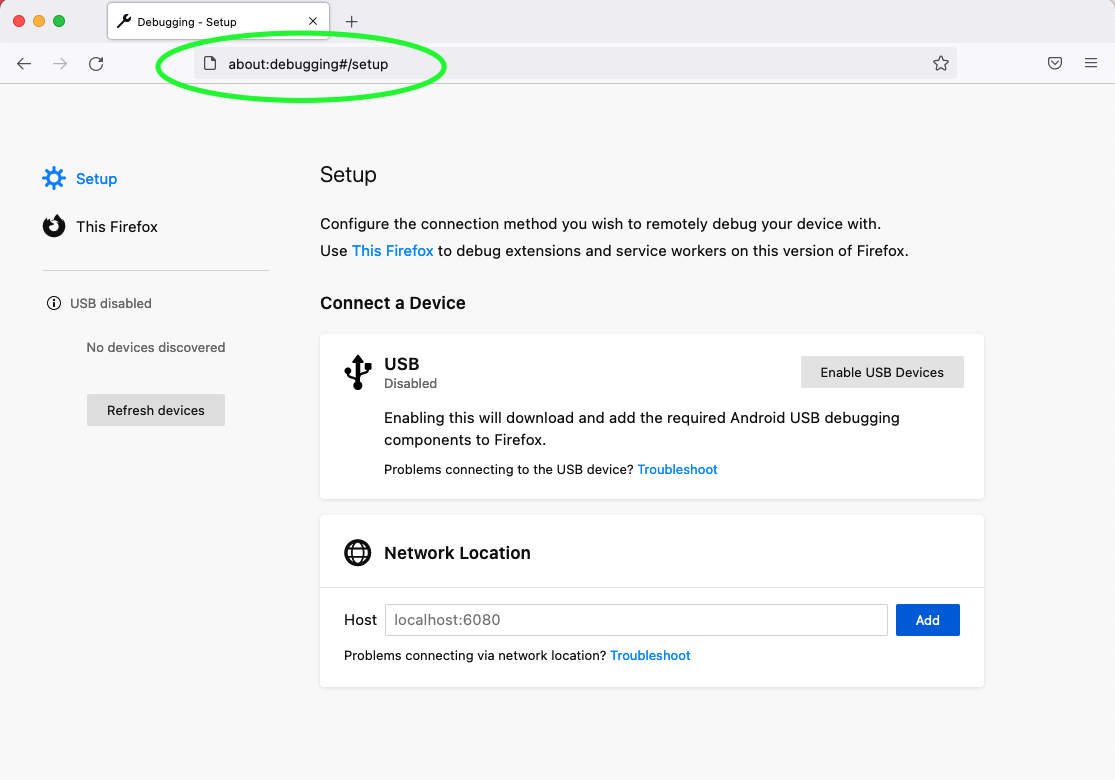 Debugging - Setup
about:debugging#/setup
Setup
This Firefox
USB disabled
No devices discovered
Refresh devices
Setup
Configure the connection method you wish to remotely debug your device with.
Use This Firefox to debug extensions and service workers on this version of Firefox.
Connect a Device
USB
Disabled
Enable USB Devices
Enabling this will download and add the required Android USB debugging
components to Firefox.
Problems connecting to the USB device? Troubleshoot
Network Location
Host localhost:6080 Add
Problems connecting via network location? Troubleshoot